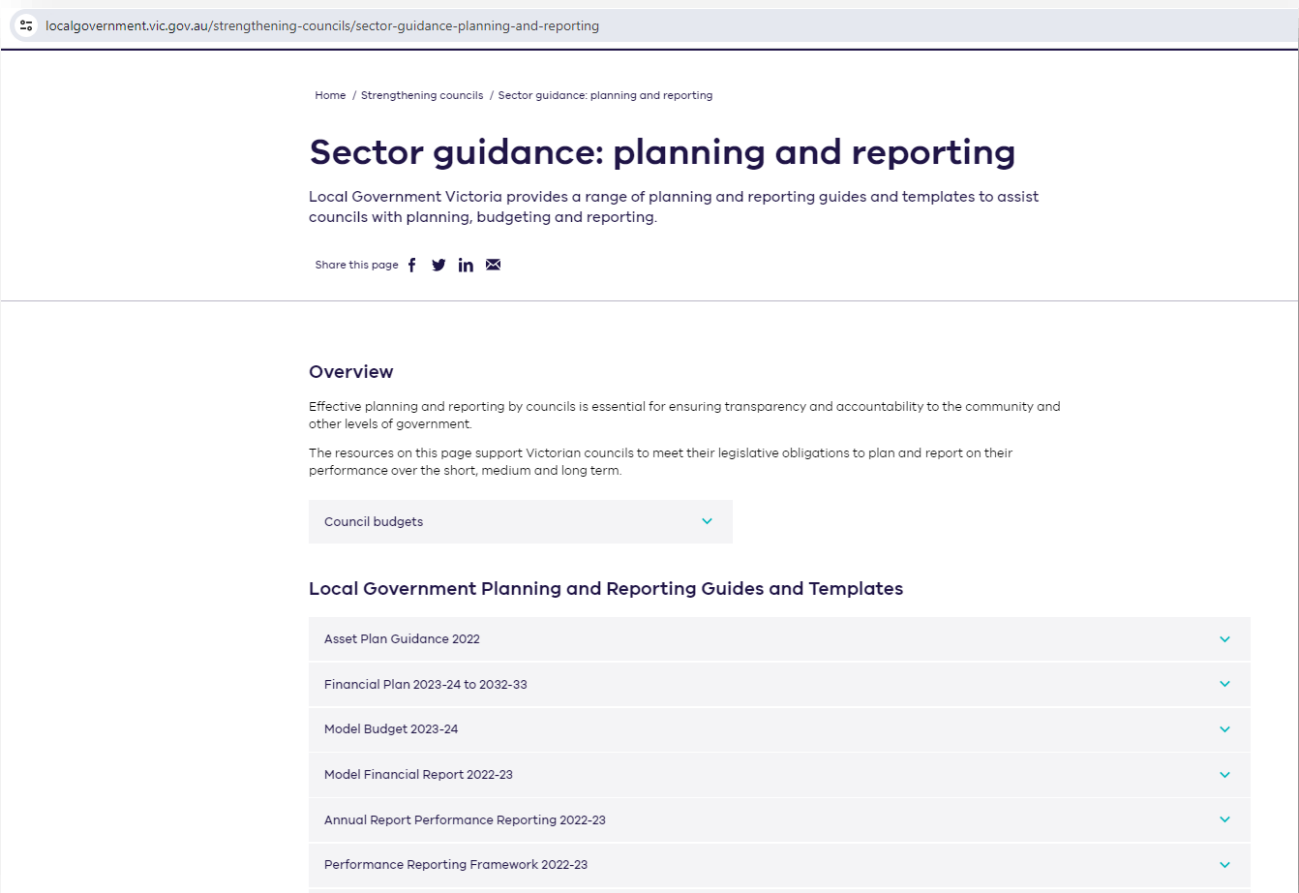 localgovernment.vic.gov.au/strengthening-councils/sector-guidance-planning-and-reporting
Home / Strengthening councils / Sector guidance: planning and reporting
Sector guidance: planning and reporting
Local Government Victoria provides a range of planning and reporting guides and templates to assist
councils with planning, budgeting and reporting.
Share this page
Overview
Effective planning and reporting by councils is essential for ensuring transparency and accountability to the community and
other levels of government.
The resources on this page support Victorian councils to meet their legislative obligations to plan and report on their
performance over the short, medium and long term.
Council budgets
Local Government Planning and Reporting Guides and Templates
Asset Plan Guidance 2022
Financial Plan 2023-24 to 2032-33
Model Budget 2023-24
Model Financial Report 2022-23
Annual Report Performance Reporting 2022-23
Performance Reporting Framework 2022-23